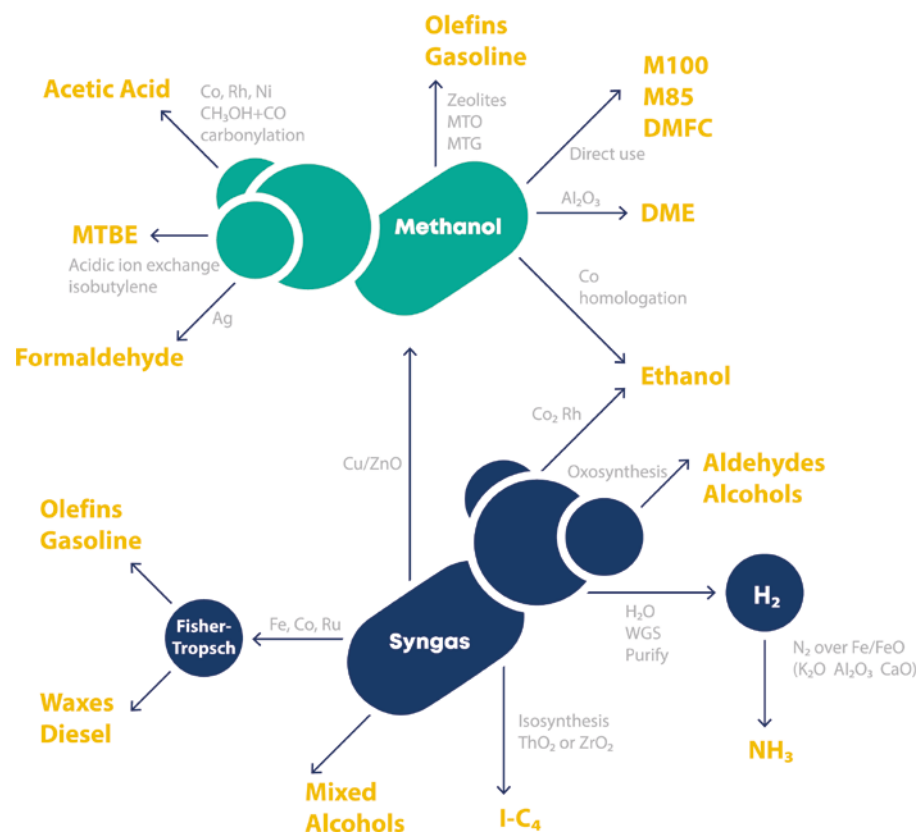 Olefins
Gasoline
Acetic Acid
Co, Rh, Ni
CH₃OH+CO
carbonylation
Zeolites
MTO
MTG
M100
M85
DMFC
Direct use
Methanol
Al₂O₃
DME
MTBE
Acidic ion exchange
isobutylene
Co
homologation
Ag
Formaldehyde
Ethanol
Co₂ Rh
Cu/ZnO
Oxosynthesis
Aldehydes
Alcohols
Olefins
Gasoline
Fisher-
Tropsch
Fe, Co, Ru
Syngas
H₂O
WGS
Purify
H₂
N₂ over Fe/FeO
(K₂O Al₂O₃ CaO)
Waxes
Diesel
Isosynthesis
ThO₂ or ZrO₂
NH₃
Mixed
Alcohols
I-C₄